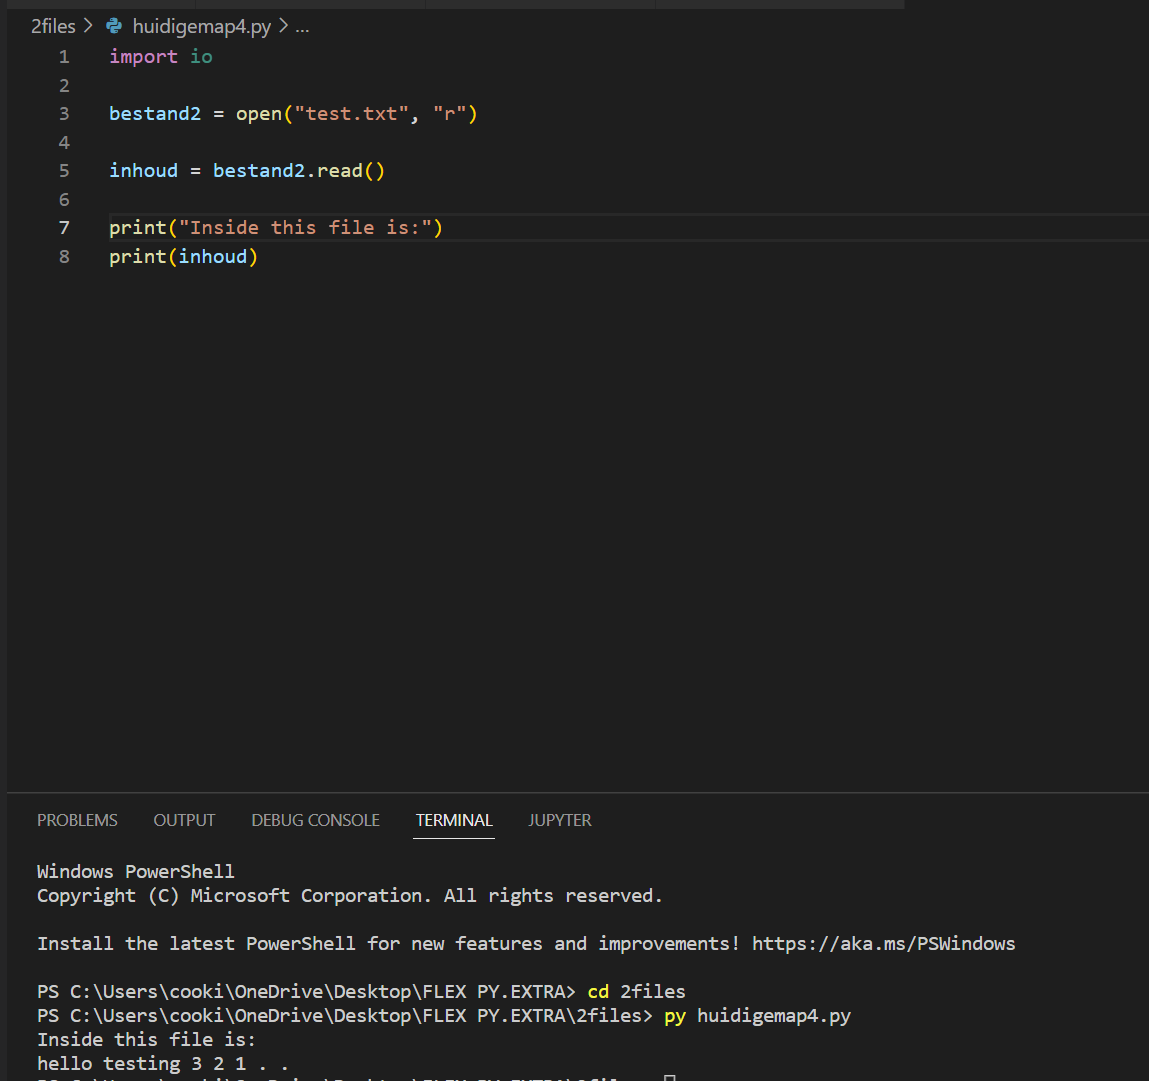 2files > huidigemap4.py > ...
1 import io
2
3 bestand2 = open("test.txt", "r")
4
5 inhoud = bestand2.read()
6
7 print("Inside this file is:")
8 print(inhoud)
PROBLEMS OUTPUT DEBUG CONSOLE TERMINAL JUPYTER
Windows PowerShell
Copyright (C) Microsoft Corporation. All rights reserved.
Install the latest PowerShell for new features and improvements! https://aka.ms/PSWindows
PS C:\Users\cooki\OneDrive\Desktop\FLEX PY.EXTRA> cd 2files
PS C:\Users\cooki\OneDrive\Desktop\FLEX PY.EXTRA\2files> py huidigemap4.py
Inside this file is:
hello testing 3 2 1 . .